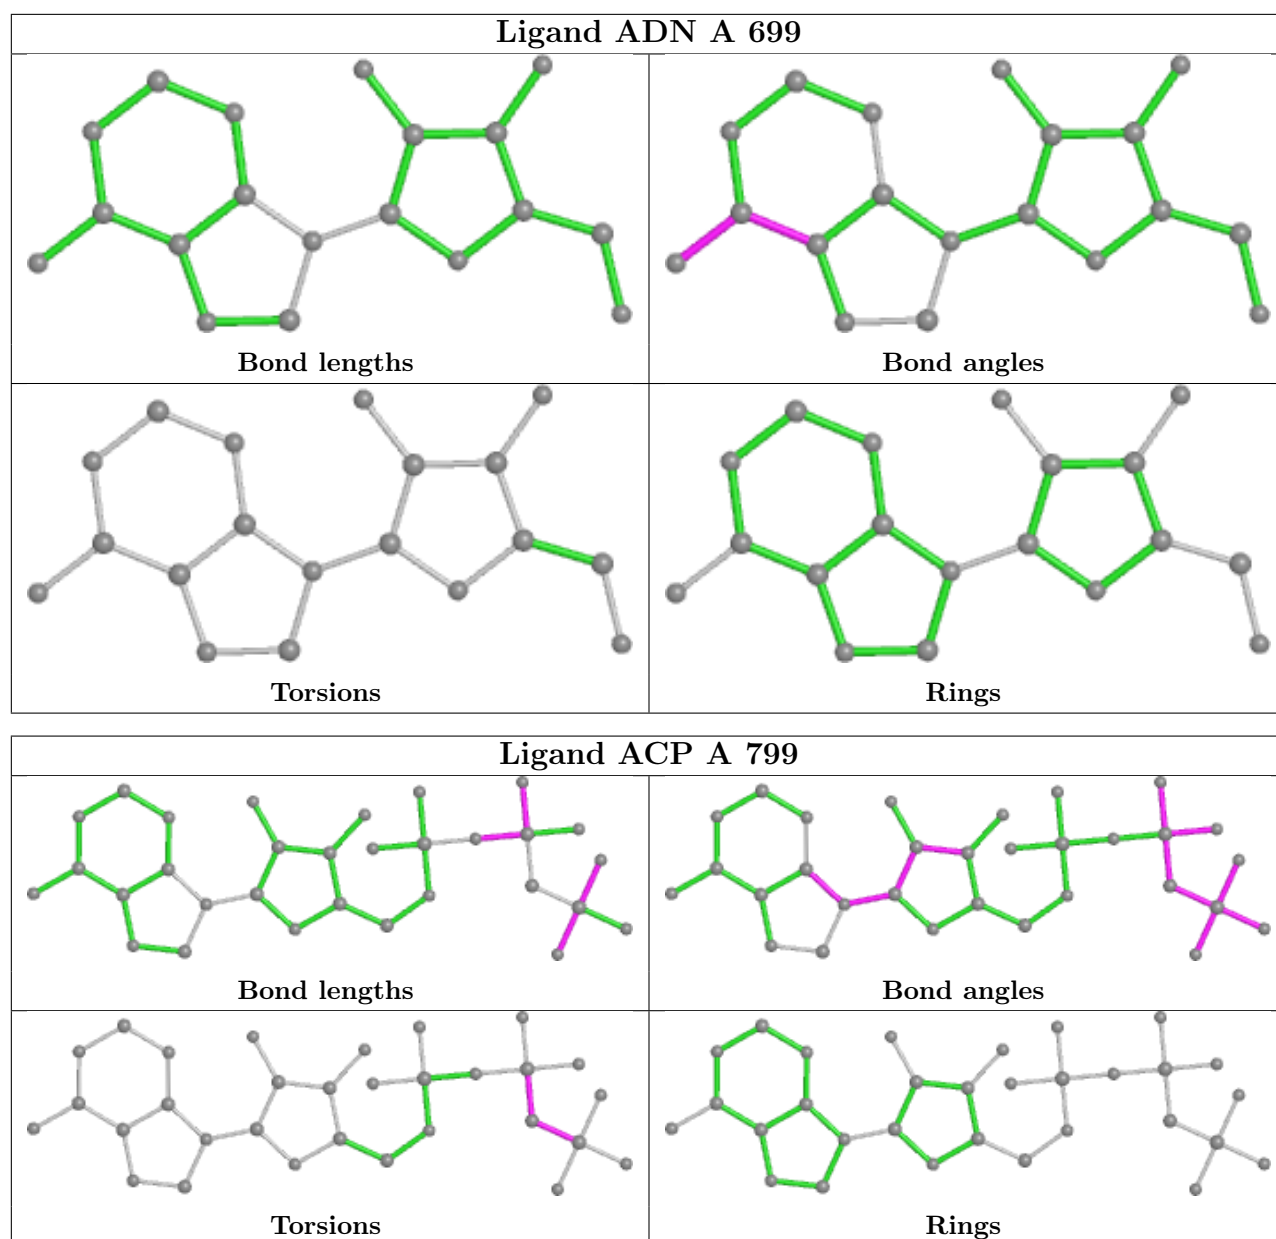 Ligand ADN A 699
Bond lengths
Bond angles
Torsions
Rings
Ligand ACP A 799
Bond lengths
Bond angles
Torsions
Rings